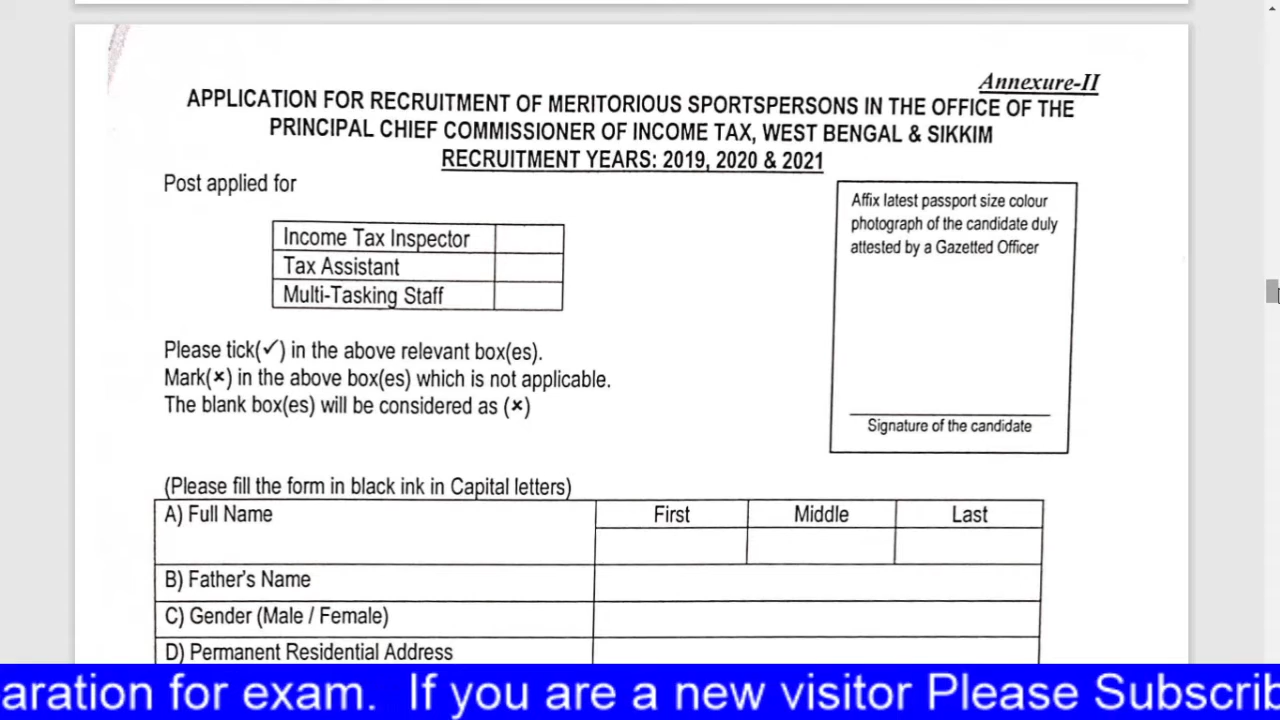 Annexure-II
APPLICATION FOR RECRUITMENT OF MERITORIOUS SPORTSPERSONS IN THE OFFICE OF THE
PRINCIPAL CHIEF COMMISSIONER OF INCOME TAX, WEST BENGAL & SIKKIM
RECRUITMENT YEARS: 2019, 2020 & 2021
Post applied for
Income Tax Inspector
Tax Assistant
Multi-Tasking Staff
Affix latest passport size colour
photograph of the candidate duly
attested by a Gazetted Officer
Signature of the candidate
Please tick(✓) in the above relevant box(es).
Mark(×) in the above box(es) which is not applicable.
The blank box(es) will be considered as (×)
(Please fill the form in black ink in Capital letters)
A) Full Name First Middle Last
B) Father's Name
C) Gender (Male / Female)
D) Permanent Residential Address
aration for exam. If you are a new visitor Please Subscrib